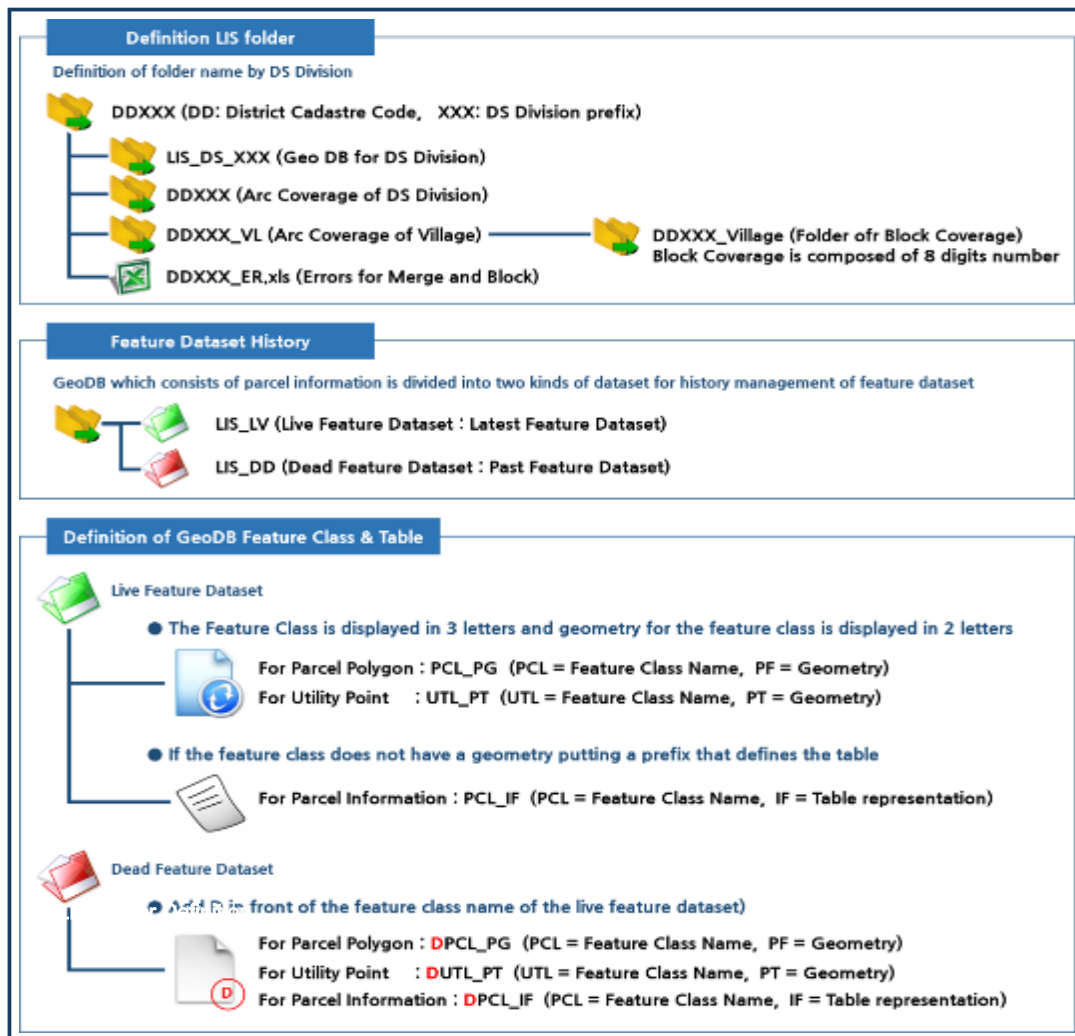 Definition LIS folder
Definition of folder name by DS Division
DDXXX (DD: District Cadastre Code, XXX: DS Division prefix)
LIS_DS_XXX (Geo DB for DS Division)
DDXXX (Arc Coverage of DS Division)
DDXXX_VL (Arc Coverage of Village)
DDXXX_Village (Folder ofr Block Coverage)
Block Coverage is composed of 8 digits number
DDXXX_ER,xls (Errors for Merge and Block)
Feature Dataset History
GeoDB which consists of parcel information is divided into two kinds of dataset for history management of feature dataset
LIS_LV (Live Feature Dataset : Latest Feature Dataset)
LIS_DD (Dead Feature Dataset : Past Feature Dataset)
Definition of GeoDB Feature Class & Table
Live Feature Dataset
● The Feature Class is displayed in 3 letters and geometry for the feature class is displayed in 2 letters
For Parcel Polygon : PCL_PG (PCL = Feature Class Name, PF = Geometry)
For Utility Point : UTL_PT (UTL = Feature Class Name, PT = Geometry)
● If the feature class does not have a geometry putting a prefix that defines the table
For Parcel Information : PCL_IF (PCL = Feature Class Name, IF = Table representation)
Dead Feature Dataset
in front of the feature class name of the live feature dataset)
For Parcel Polygon : DPCL_PG (PCL = Feature Class Name, PF = Geometry)
For Utility Point : DUTL_PT (UTL = Feature Class Name, PT = Geometry)
D
For Parcel Information : DPCL_IF (PCL = Feature Class Name, IF = Table representation)